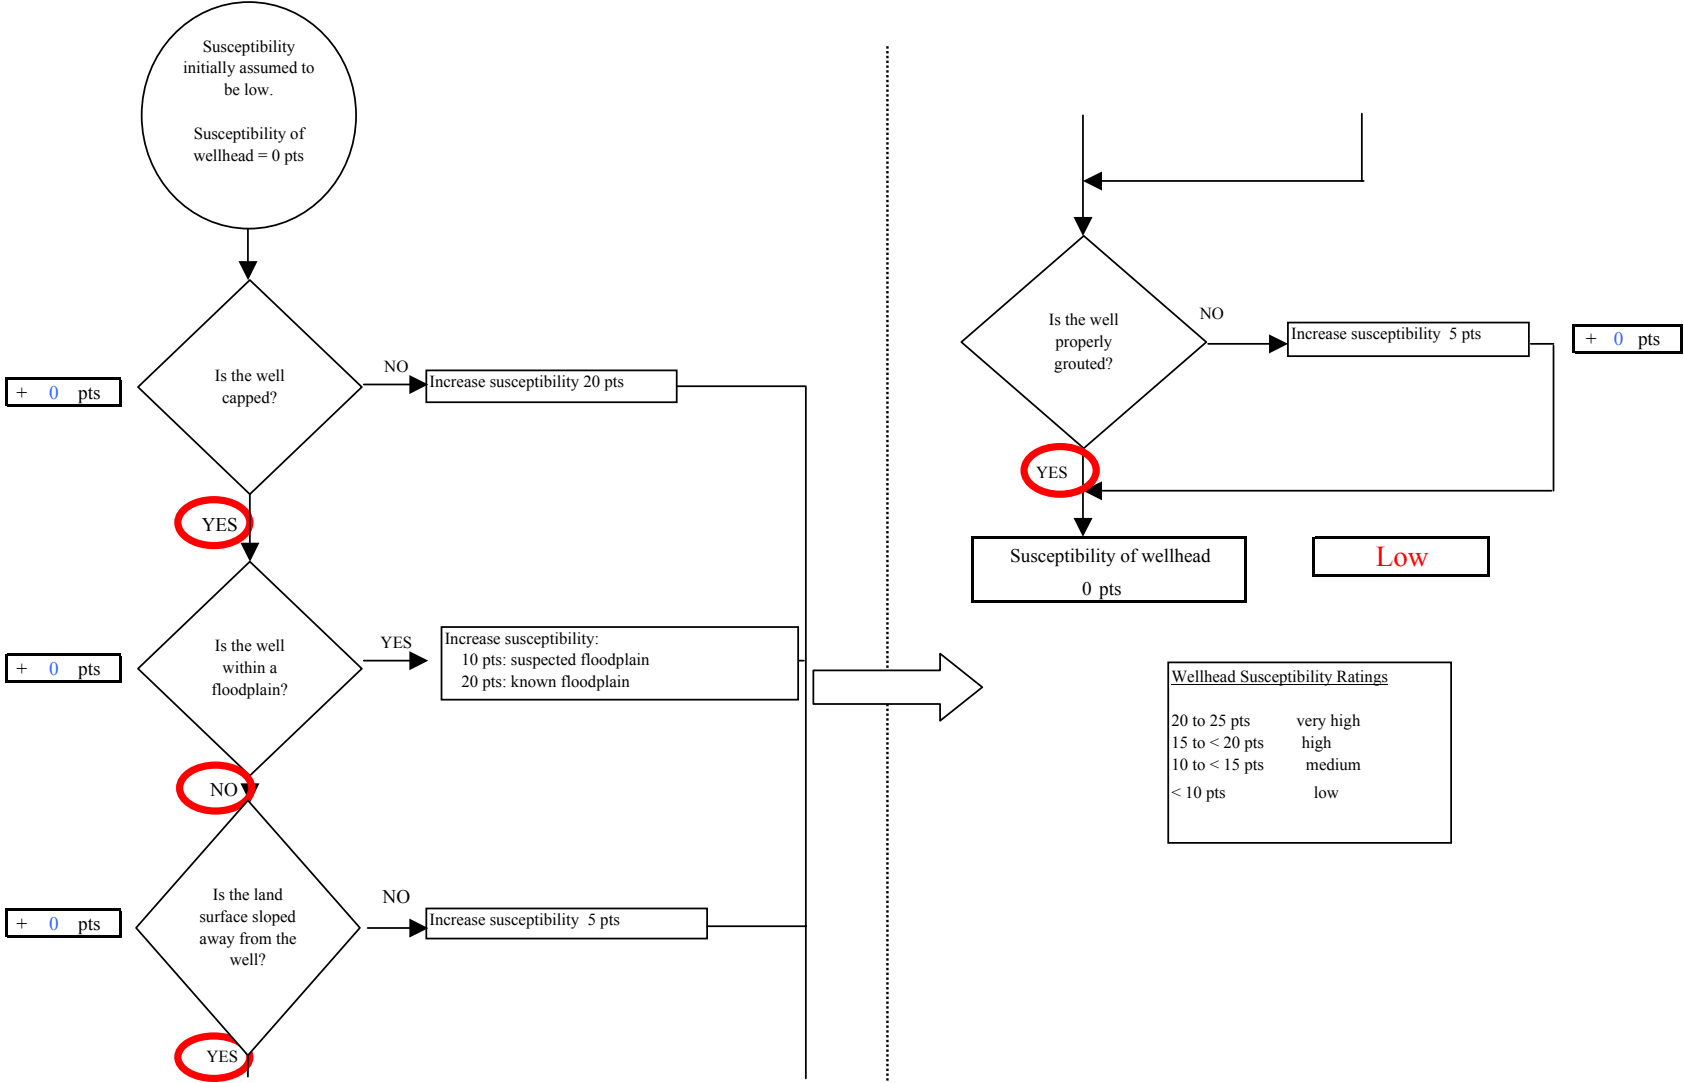 Susceptibility
initially assumed to
be low.
Susceptibility of
wellhead = 0 pts
Is the well
capped?
NO
Increase susceptibility 20 pts
+ 0 pts
YES
Is the well
within a
floodplain?
YES
Increase susceptibility:
10 pts: suspected floodplain
20 pts: known floodplain
+ 0 pts
NO
Is the land
surface sloped
away from the
well?
NO
Increase susceptibility 5 pts
+ 0 pts
YES
Is the well
properly
grouted?
NO
Increase susceptibility 5 pts
+ 0 pts
YES
Susceptibility of wellhead
0 pts
Low
Wellhead Susceptibility Ratings
20 to 25 pts very high
15 to < 20 pts high
10 to < 15 pts medium
< 10 pts low